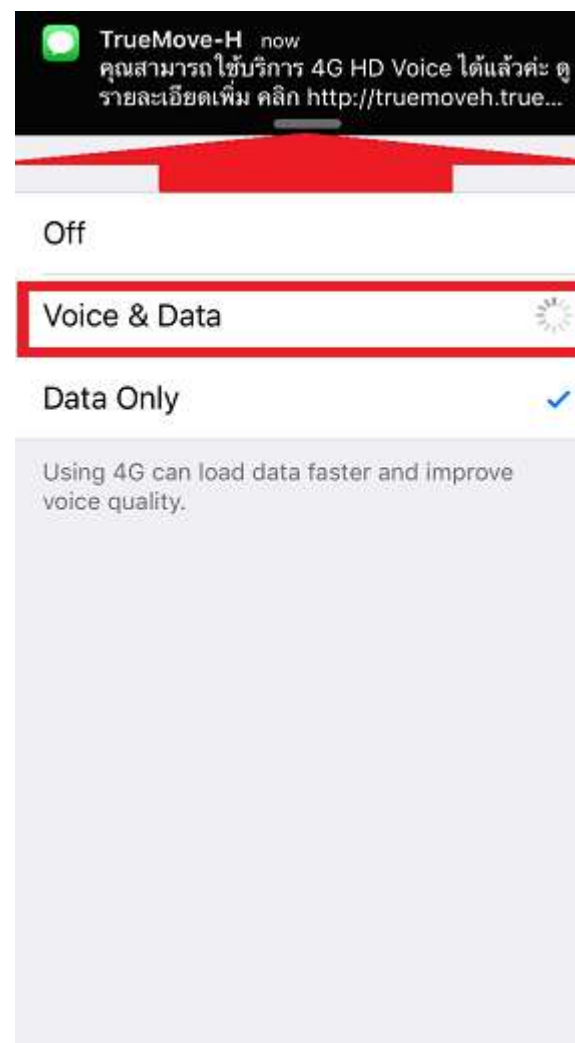 TrueMove-H now
คุณสามารถใช้บริการ 4G HD Voice ได้แล้วค่ะ ดู
รายละเอียดเพิ่ม คลิก http://truemoveh.true...
Off
Voice & Data
Data Only
Using 4G can load data faster and improve
voice quality.